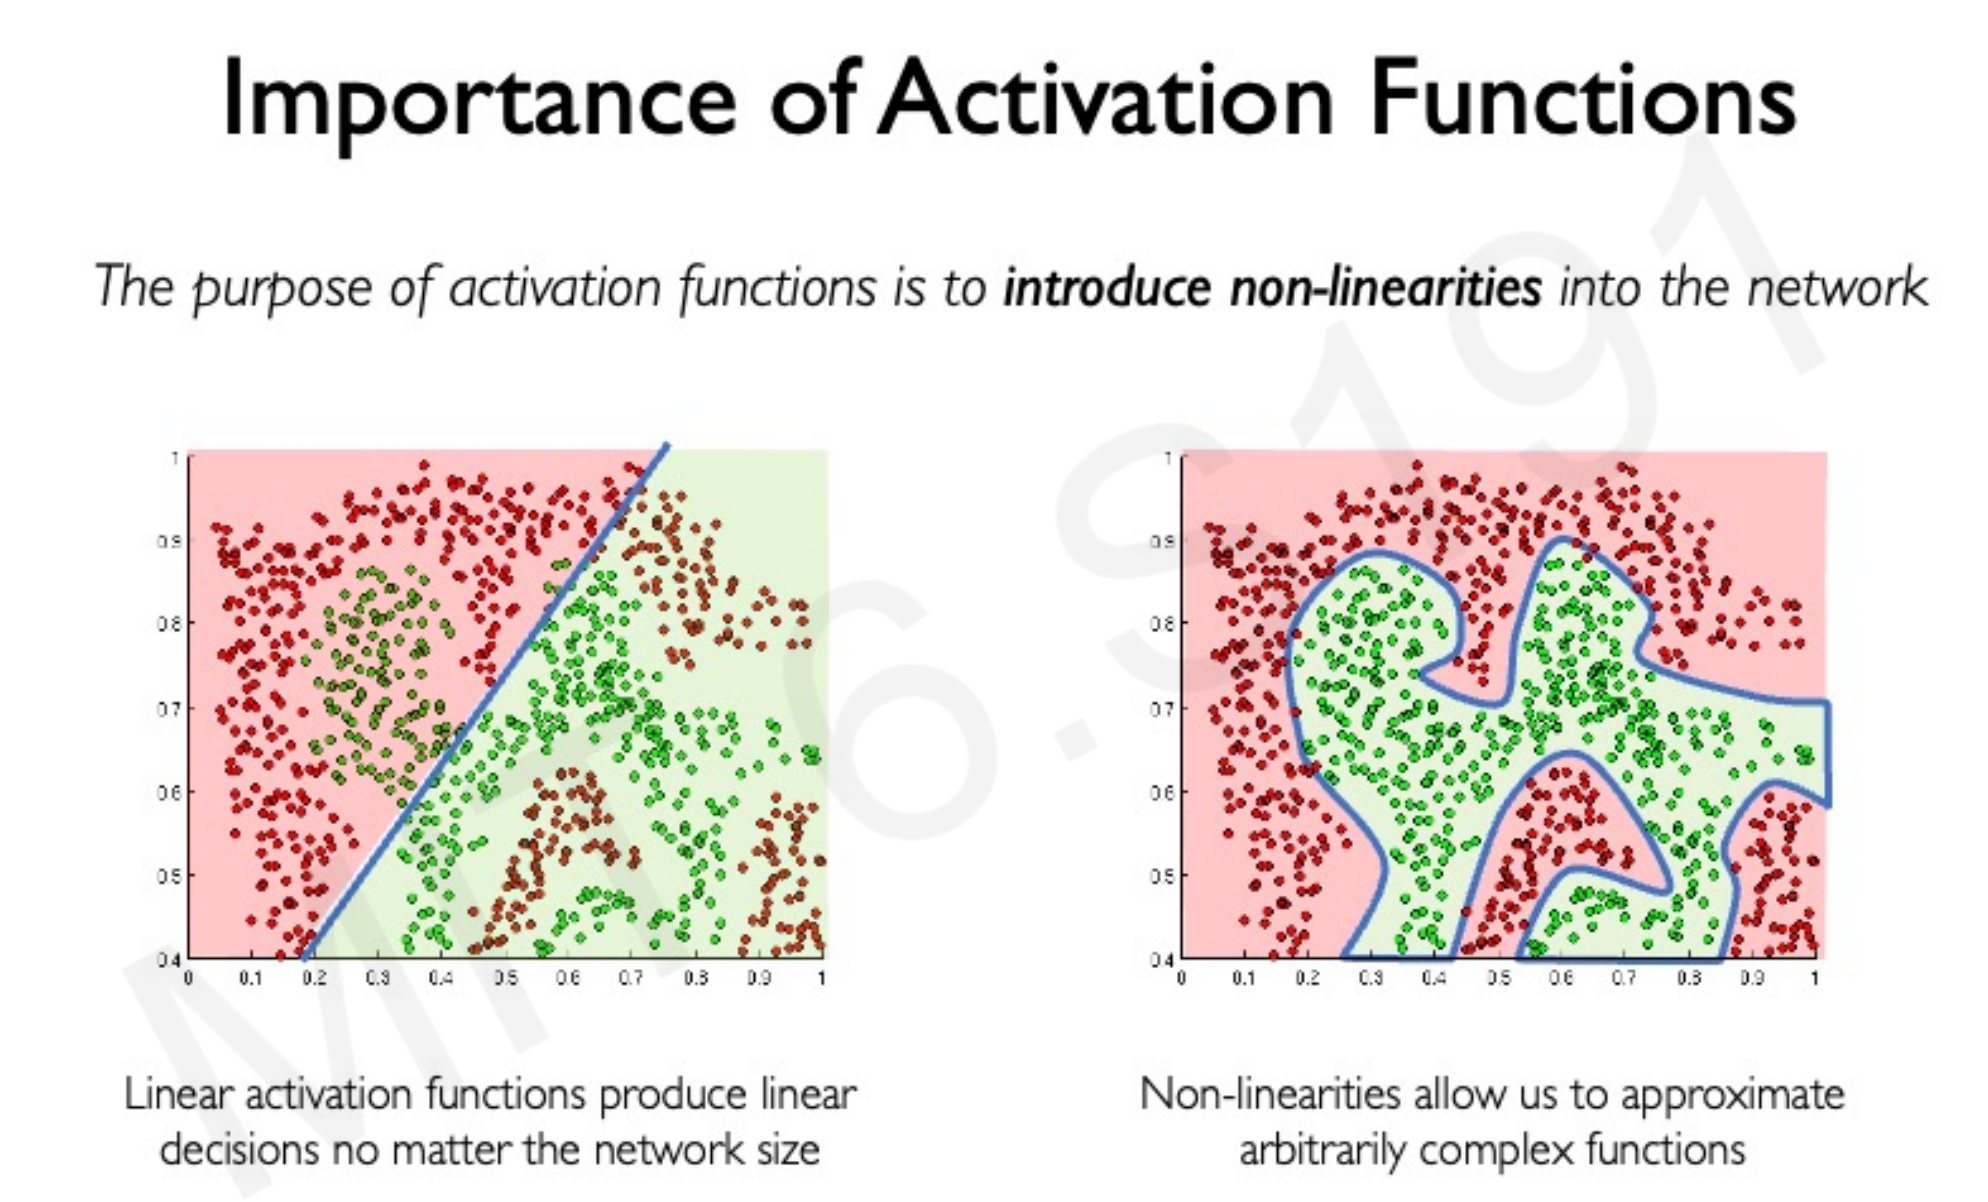 Importance of Activation Functions
The purpose of activation functions is to introduce non-linearities into the network
1
0.9
0.8
0.7
0.6
0.5
0.4
0 0.1 0.2 0.3 0.4 0.5 0.6 0.7 0.8 0.9 1
1
0.9
0.8
0.7
0.6
0.5
0.4
0 0.1 0.2 0.3 0.4 0.5 0.6 0.7 0.8 0.9 1
Linear activation functions produce linear
decisions no matter the network size
Non-linearities allow us to approximate
arbitrarily complex functions
MIT 6.S191